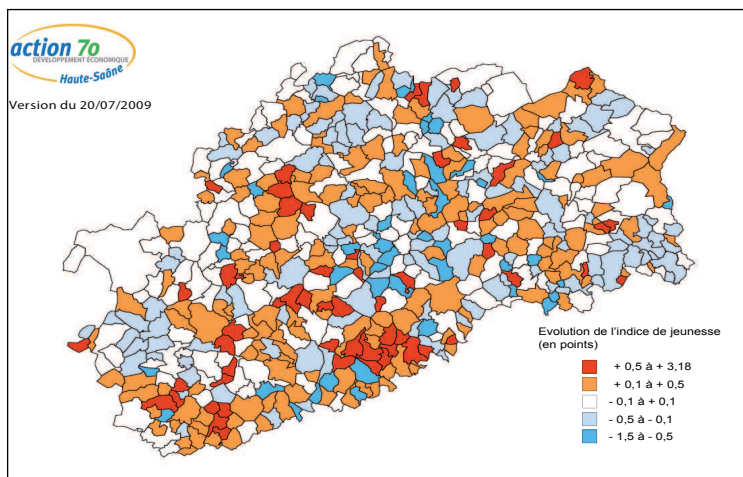 action 70
DÉVELOPPEMENT ÉCONOMIQUE
Haute-Saône
Version du 20/07/2009
Evolution de l'indice de jeunesse
(en points)
+ 0,5 à + 3,18
+ 0,1 à + 0,5
- 0,1 à + 0,1
- 0,5 à - 0,1
- 1,5 à - 0,5